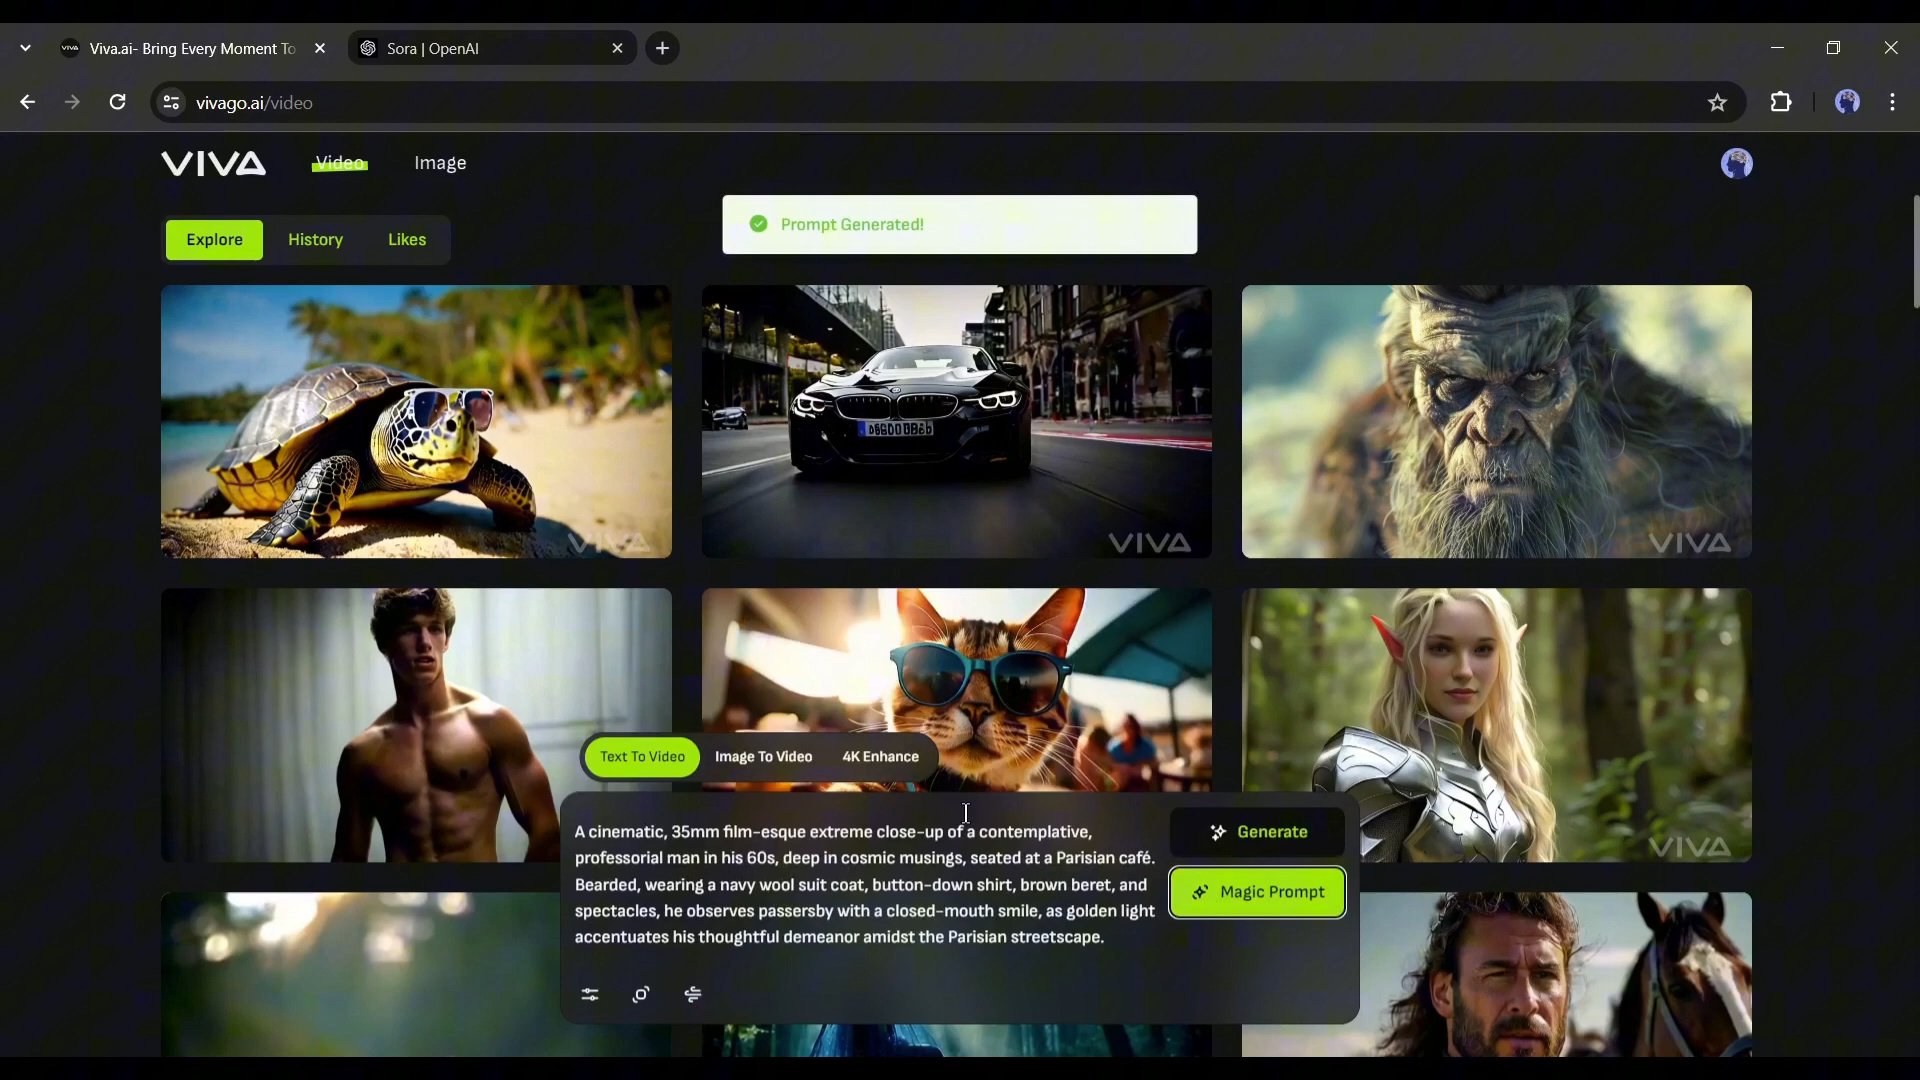 Viva.ai- Bring Every Moment To
Sora | OpenAI
vivago.ai/video
VIVA
Video
Image
Prompt Generated!
Explore
History
Likes
VIVA
VIVA
VIVA
Text To Video
Image To Video
4K Enhance
VIVA
A cinematic, 35mm film-esque extreme close-up of a contemplative,
professorial man in his 60s, deep in cosmic musings, seated at a Parisian café.
Bearded, wearing a navy wool suit coat, button-down shirt, brown beret, and
spectacles, he observes passersby with a closed-mouth smile, as golden light
accentuates his thoughtful demeanor amidst the Parisian streetscape.
Generate
Magic Prompt